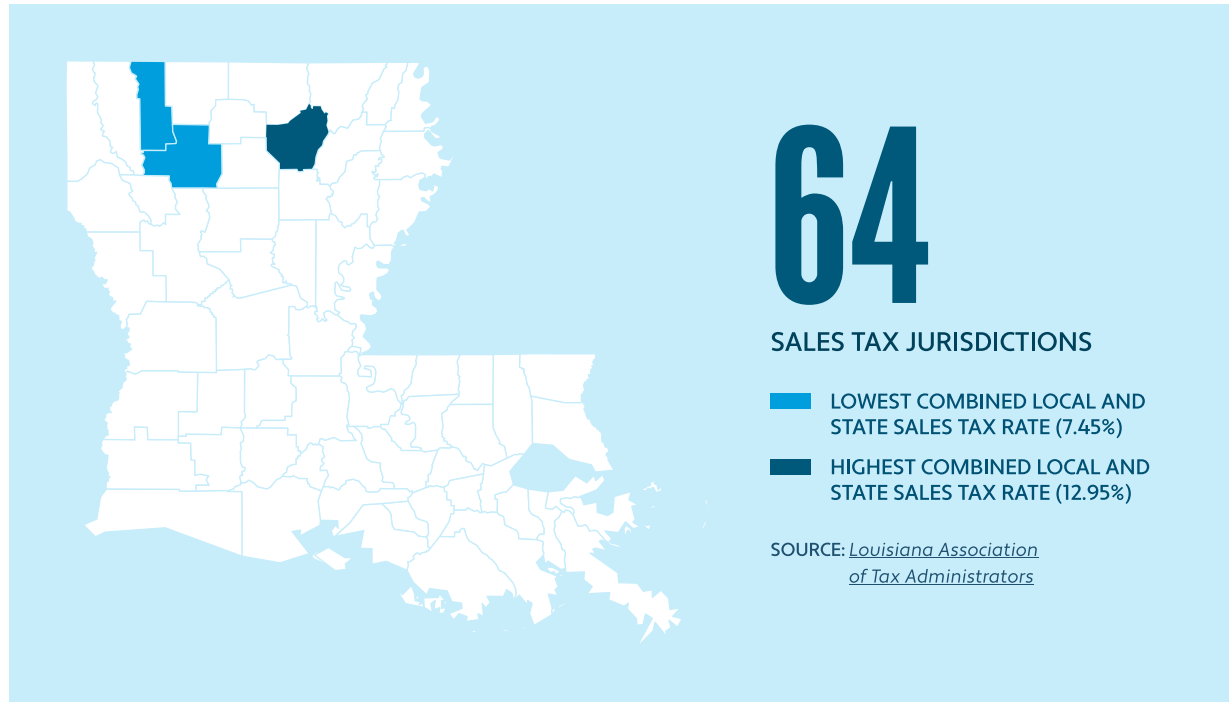 64
SALES TAX JURISDICTIONS
LOWEST COMBINED LOCAL AND
STATE SALES TAX RATE (7.45%)
HIGHEST COMBINED LOCAL AND
STATE SALES TAX RATE (12.95%)
SOURCE: Louisiana Association
of Tax Administrators